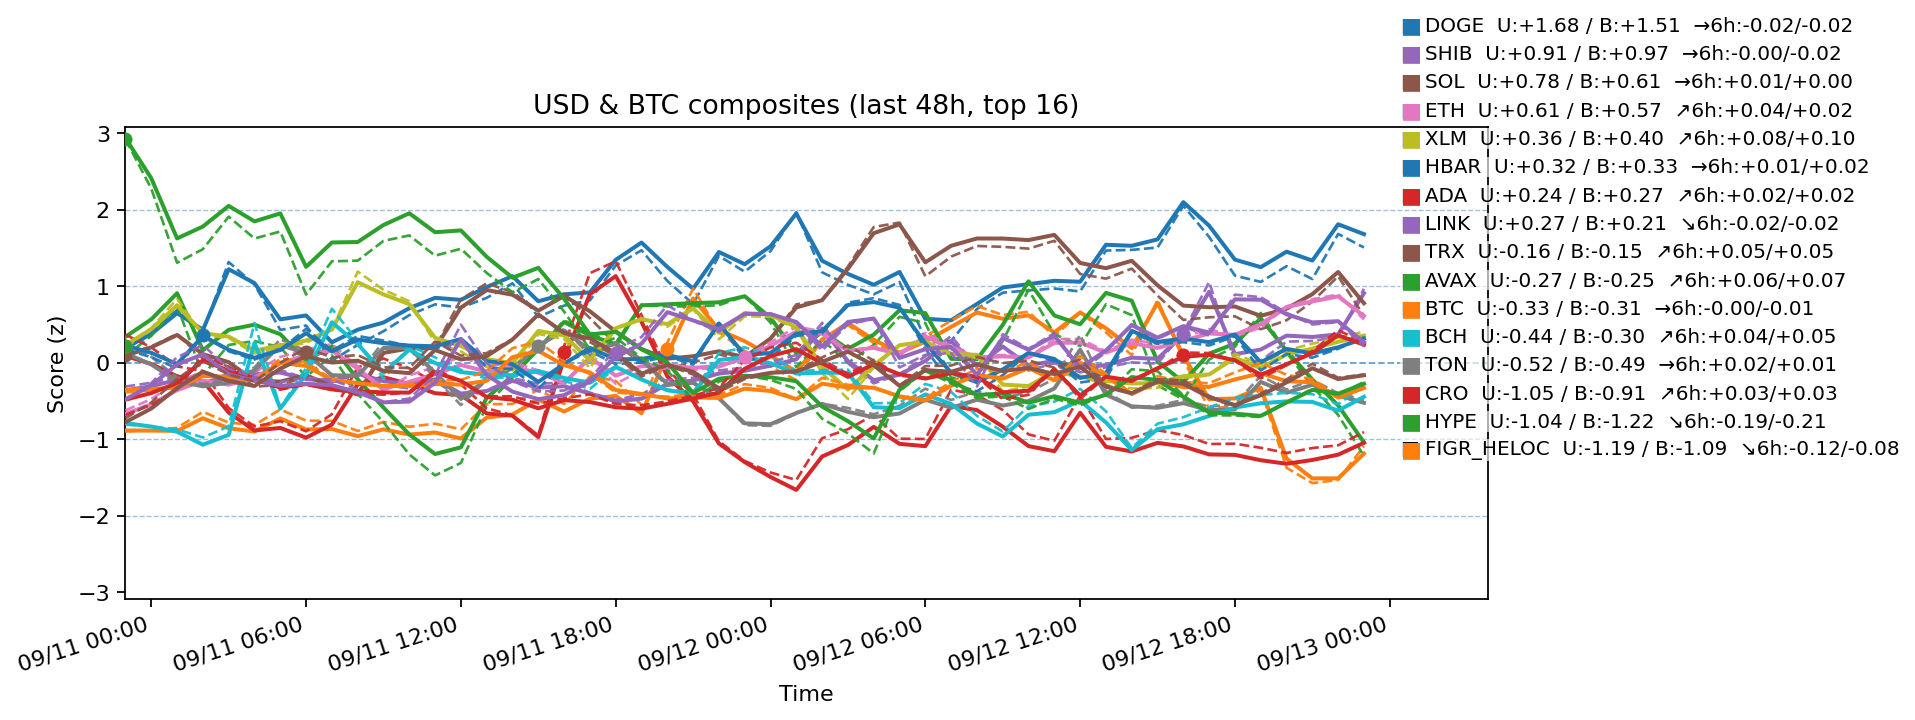 DOGE U:+1.68 / B:+1.51 →6h:-0.02/-0.02
SHIB U:+0.91 / B:+0.97 →6h:-0.00/-0.02
SOL U:+0.78 / B:+0.61 →6h:+0.01/+0.00
ETH U:+0.61 / B:+0.57 ↗6h:+0.04/+0.02
XLM U:+0.36 / B:+0.40 ↗6h:+0.08/+0.10
HBAR U:+0.32 / B:+0.33 →6h:+0.01/+0.02
ADA U:+0.24 / B:+0.27 ↗6h:+0.02/+0.02
LINK U:+0.27 / B:+0.21 ↘6h:-0.02/-0.02
TRX U:-0.16 / B:-0.15 ↗6h:+0.05/+0.05
AVAX U:-0.27 / B:-0.25 ↗6h:+0.06/+0.07
BTC U:-0.33 / B:-0.31 →6h:-0.00/-0.01
BCH U:-0.44 / B:-0.30 ↗6h:+0.04/+0.05
TON U:-0.52 / B:-0.49 →6h:+0.02/+0.01
CRO U:-1.05 / B:-0.91 ↗6h:+0.03/+0.03
HYPE U:-1.04 / B:-1.22 ↘6h:-0.19/-0.21
FIGR_HELOC U:-1.19 / B:-1.09 ↘6h:-0.12/-0.08
USD & BTC composites (last 48h, top 16)
Score (z)
3
2
1
0
−1
−2
−3
09/11 00:00
09/11 06:00
09/11 12:00
09/11 18:00
09/12 00:00
09/12 06:00
09/12 12:00
09/12 18:00
09/13 00:00
Time